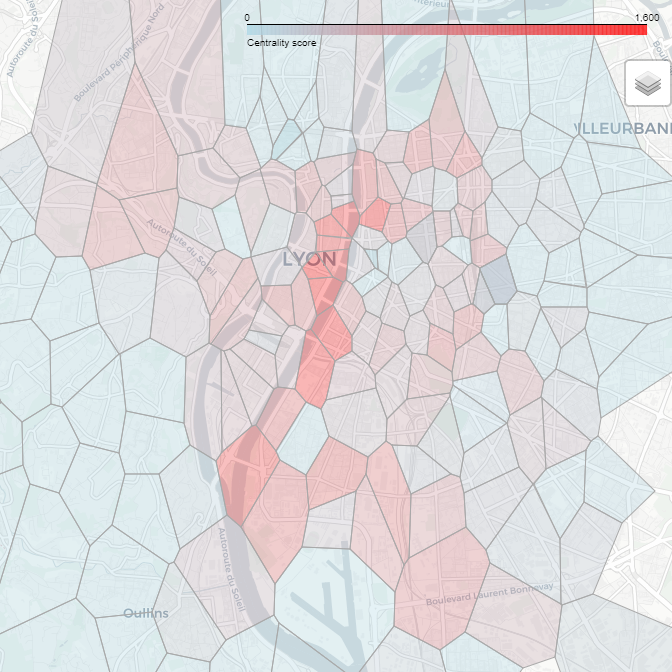 0 1,600
Centrality score
Autoroute du Soleil
Boulevard Périphérique Nord
VILLEURBAN
Autoroute du Soleil
LYON
Autoroute du Soleil
Boulevard Laurent Bonnevay
Oullins